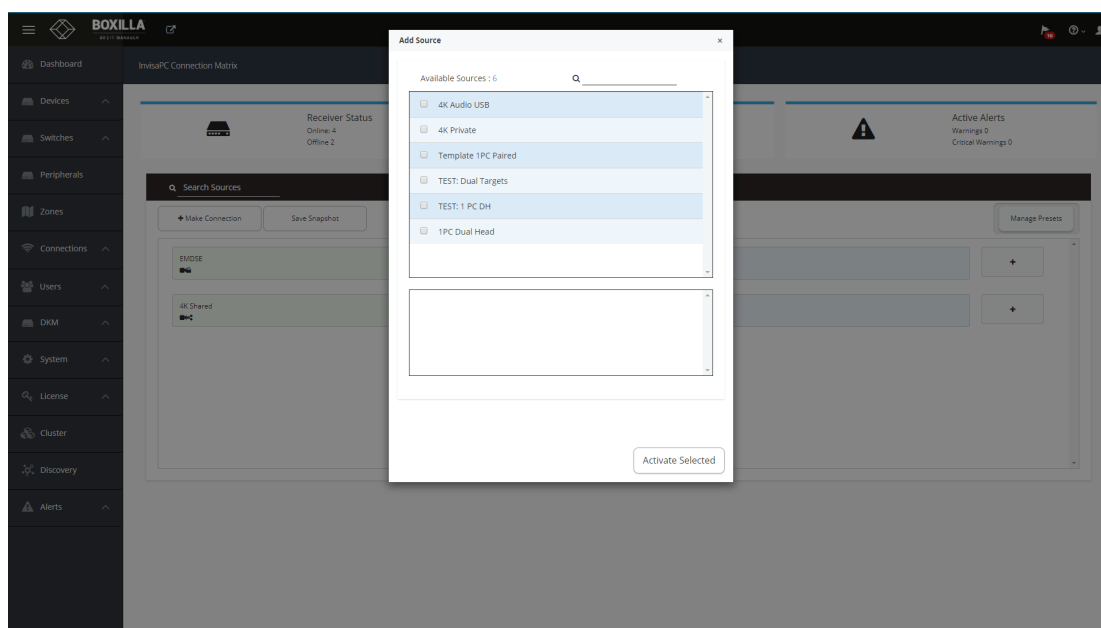 BOXILLA
Dashboard
Devices
Switches
Peripherals
Zones
Connections
Users
DKM
System
License
Cluster
Discovery
Alerts
InvisaPC Connection Matrix
Receiver Status
Online: 4
Offline 2
Active Alerts
Warnings 0
Critical Warnings 0
Search Sources
+ Make Connection
Save Snapshot
Manage Presets
EMDSE
+
4K Shared
+
Add Source
×
Available Sources : 6
4K Audio USB
4K Private
Template 1PC Paired
TEST: Dual Targets
TEST: 1 PC DH
1PC Dual Head
Activate Selected